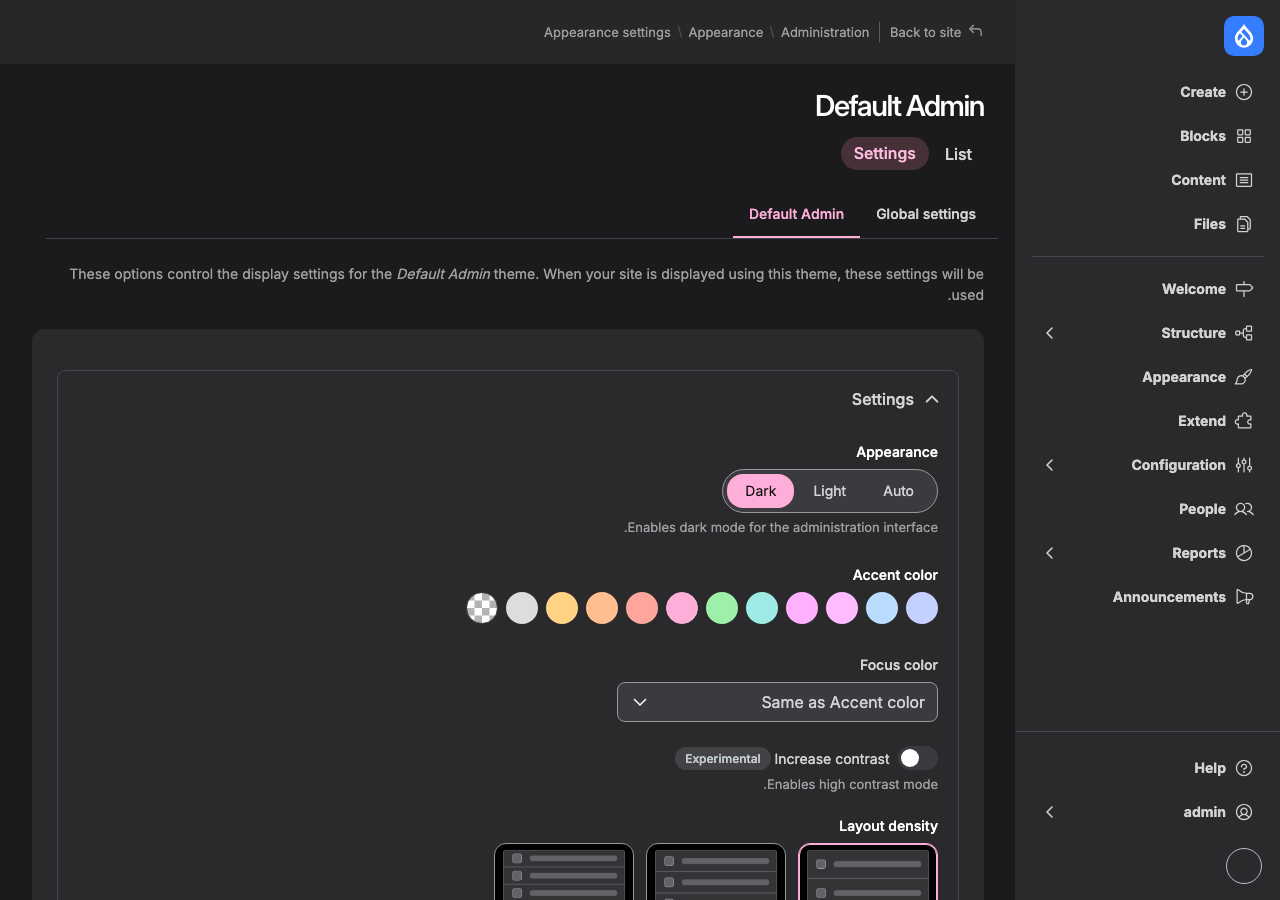 Back to site
Administration \ Appearance \ Appearance settings
Create
Blocks
Content
Files
Welcome
Structure
Appearance
Extend
Configuration
People
Reports
Announcements
Help
admin
Default Admin
Settings
List
Default Admin
Global settings
These options control the display settings for the Default Admin theme. When your site is displayed using this theme, these settings will be
.used
Settings
Appearance
Dark Light Auto
.Enables dark mode for the administration interface
Accent color
Focus color
Same as Accent color
Increase contrast Experimental
.Enables high contrast mode
Layout density